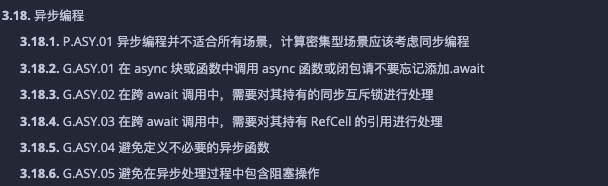 3.18. 异步编程
3.18.1. P.ASY.01 异步编程并不适合所有场景，计算密集型场景应该考虑同步编程
3.18.2. G.ASY.01 在 async 块或函数中调用 async 函数或闭包请不要忘记添加.await
3.18.3. G.ASY.02 在跨 await 调用中，需要对其持有的同步互斥锁进行处理
3.18.4. G.ASY.03 在跨 await 调用中，需要对其持有 RefCell 的引用进行处理
3.18.5. G.ASY.04 避免定义不必要的异步函数
3.18.6. G.ASY.05 避免在异步处理过程中包含阻塞操作